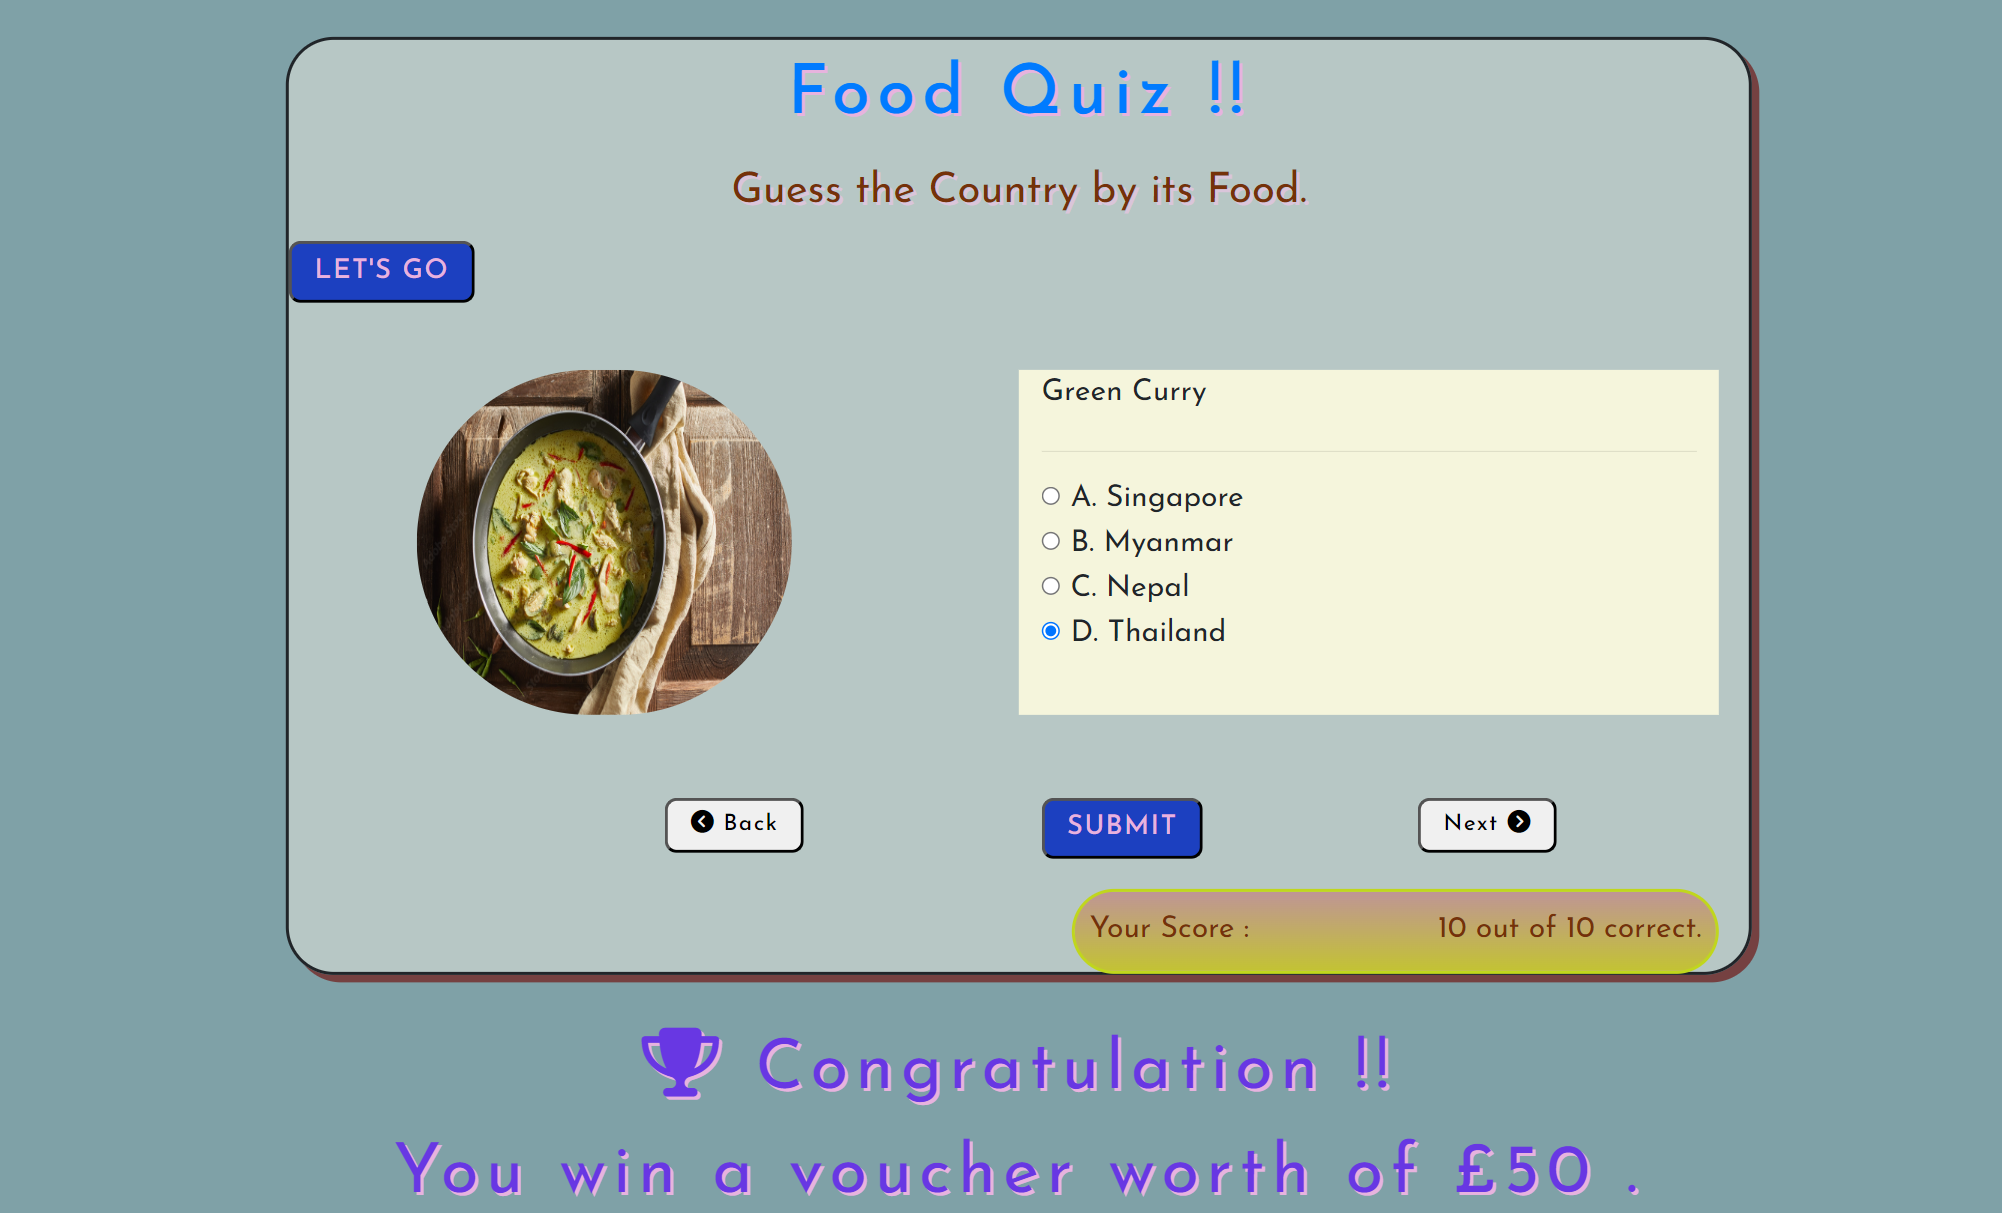 Food Quiz !!
Guess the Country by its Food.
LET'S GO
Green Curry
A. Singapore
B. Myanmar
C. Nepal
D. Thailand
Back
SUBMIT
Next
Your Score : 10 out of 10 correct.
Congratulation !!
You win a voucher worth of £50 .